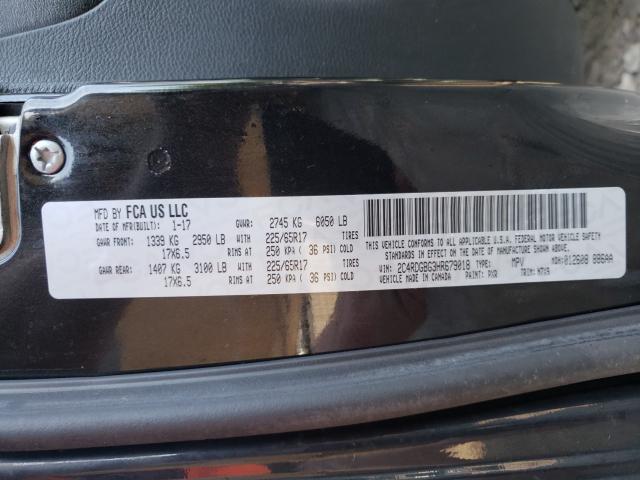 MFD BY FCA US LLC
DATE OF MFR(BUILT): 1-17 GVWR: 2745 KG 6050 LB
GAWR FRONT: 1339 KG 2950 LB WITH 225/65R17 TIRES
17X6.5 RIMS AT 250 KPA ( 36 PSI) COLD
GAWR REAR: 1407 KG 3100 LB WITH 225/65R17 TIRES
17X6.5 RIMS AT 250 KPA ( 36 PSI) COLD
THIS VEHICLE CONFORMS TO ALL APPLICABLE U.S.A. FEDERAL MOTOR VEHICLE SAFETY
STANDARDS IN EFFECT ON THE DATE OF MANUFACTURE SHOWN ABOVE.
VIN: 2C4RDGBG3HR679018 TYPE: MPV MDH: 012608 886AA
VEHICLE MADE IN CANADA PAINT: PXR TRIM: